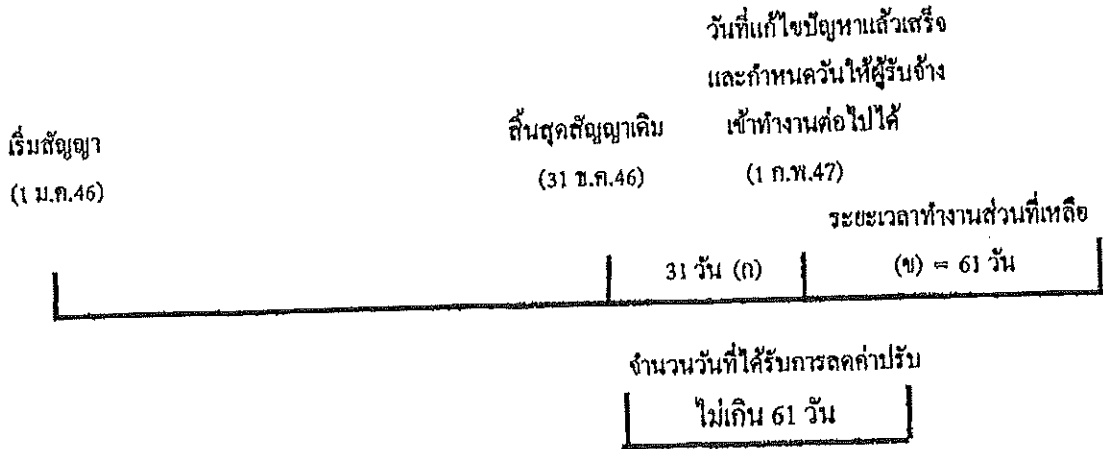 วันที่แก้ไขปัญหาแล้วเสร็จ
และกำหนดวันให้ผู้รับจ้าง
เริ่มสัญญา
สิ้นสุดสัญญาเดิม
เข้าทำงานต่อไปได้
(1 ม.ค.46)
(31 ธ.ค.46)
(1 ก.พ.47)
ระยะเวลาทำงานส่วนที่เหลือ
31 วัน (ก)
(ข) = 61 วัน
จำนวนวันที่ได้รับการลดค่าปรับ
ไม่เกิน 61 วัน